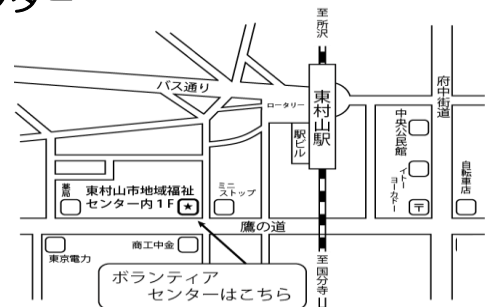 至所沢
バス通り
ロータリー
東村山駅
駅ビル
府中街道
中央公民館
イトーヨーカドー
自転車店
〒
薬局
東村山市地域福祉
センター内1F
★
ミニ
ストップ
鷹の道
東京電力
商工中金
至国分寺
ボランティア
センターはこちら